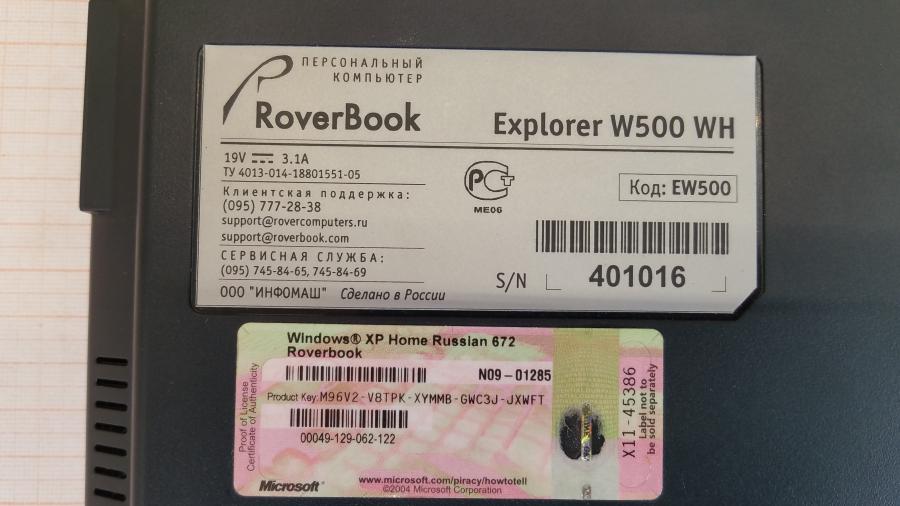 ПЕРСОНАЛЬНЫЙ
КОМПЬЮТЕР
RoverBook
Explorer W500 WH
19V 3.1A
ТУ 4013-014-18801551-05
Клиентская поддержка:
(095) 777-28-38
support@rovercomputers.ru
support@roverbook.com
СЕРВИСНАЯ СЛУЖБА:
(095) 745-84-65, 745-84-69
ООО "ИНФОМАШ" Сделано в России
РСТ
ME06
Код: EW500
S/N 401016
Windows® XP Home Russian 672
Roverbook
N09-01285
Product Key: M96V2-V8TPK-XYMMB-GWC3J-JXWFT
00049-129-062-122
Proof of License
Certificate of Authenticity
Microsoft®
www.microsoft.com/piracy/howtotell
©2004 Microsoft Corporation
X11-45386
Label not to
be sold separately